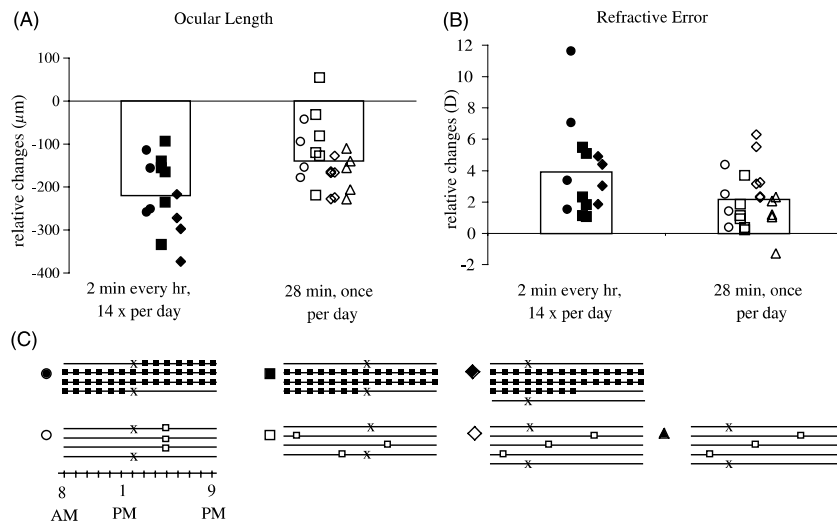 (A)
Ocular Length
relative changes (µm)
100
0
-100
-200
-300
-400
2 min every hr,
14 x per day
28 min, once
per day
(B)
Refractive Error
relative changes (D)
12
10
8
6
4
2
0
-2
2 min every hr,
14 x per day
28 min, once
per day
(C)
x
x
x
x
x
x
x
x
x
x
x
x
x
x
8
AM
1
PM
9
PM